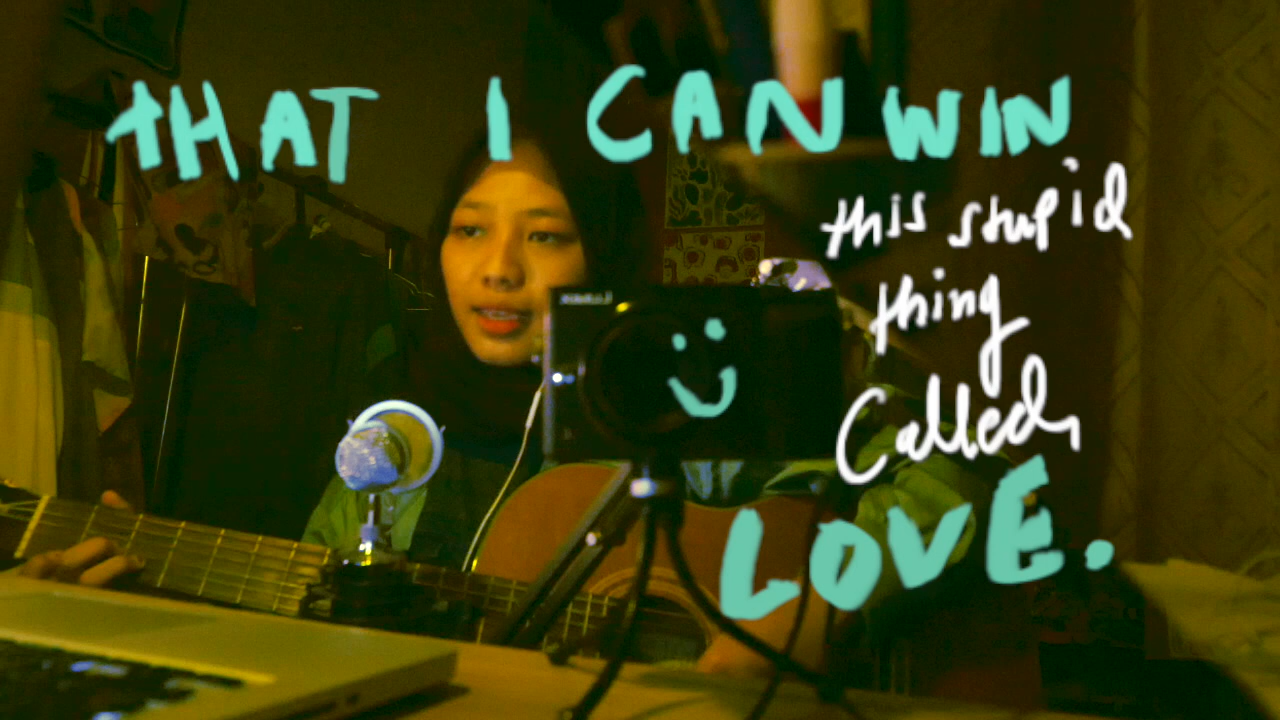 THAT I CAN WIN
this stupid
thing
Called,
LOVE.